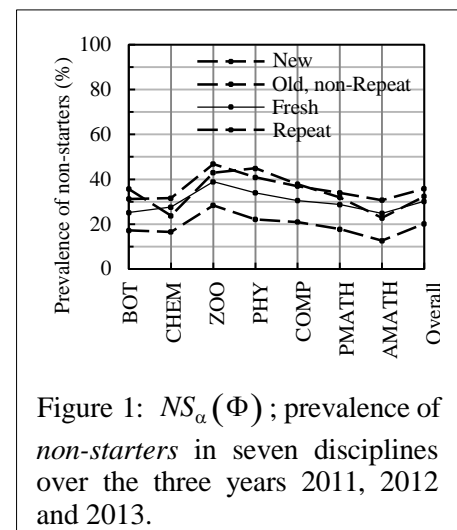 Prevalence of non-starters (%)
100
80
60
40
20
0
New
Old, non-Repeat
Fresh
Repeat
BOT
CHEM
ZOO
PHY
COMP
PMATH
AMATH
Overall
Figure 1: NSα(Φ); prevalence of
non-starters in seven disciplines
over the three years 2011, 2012
and 2013.